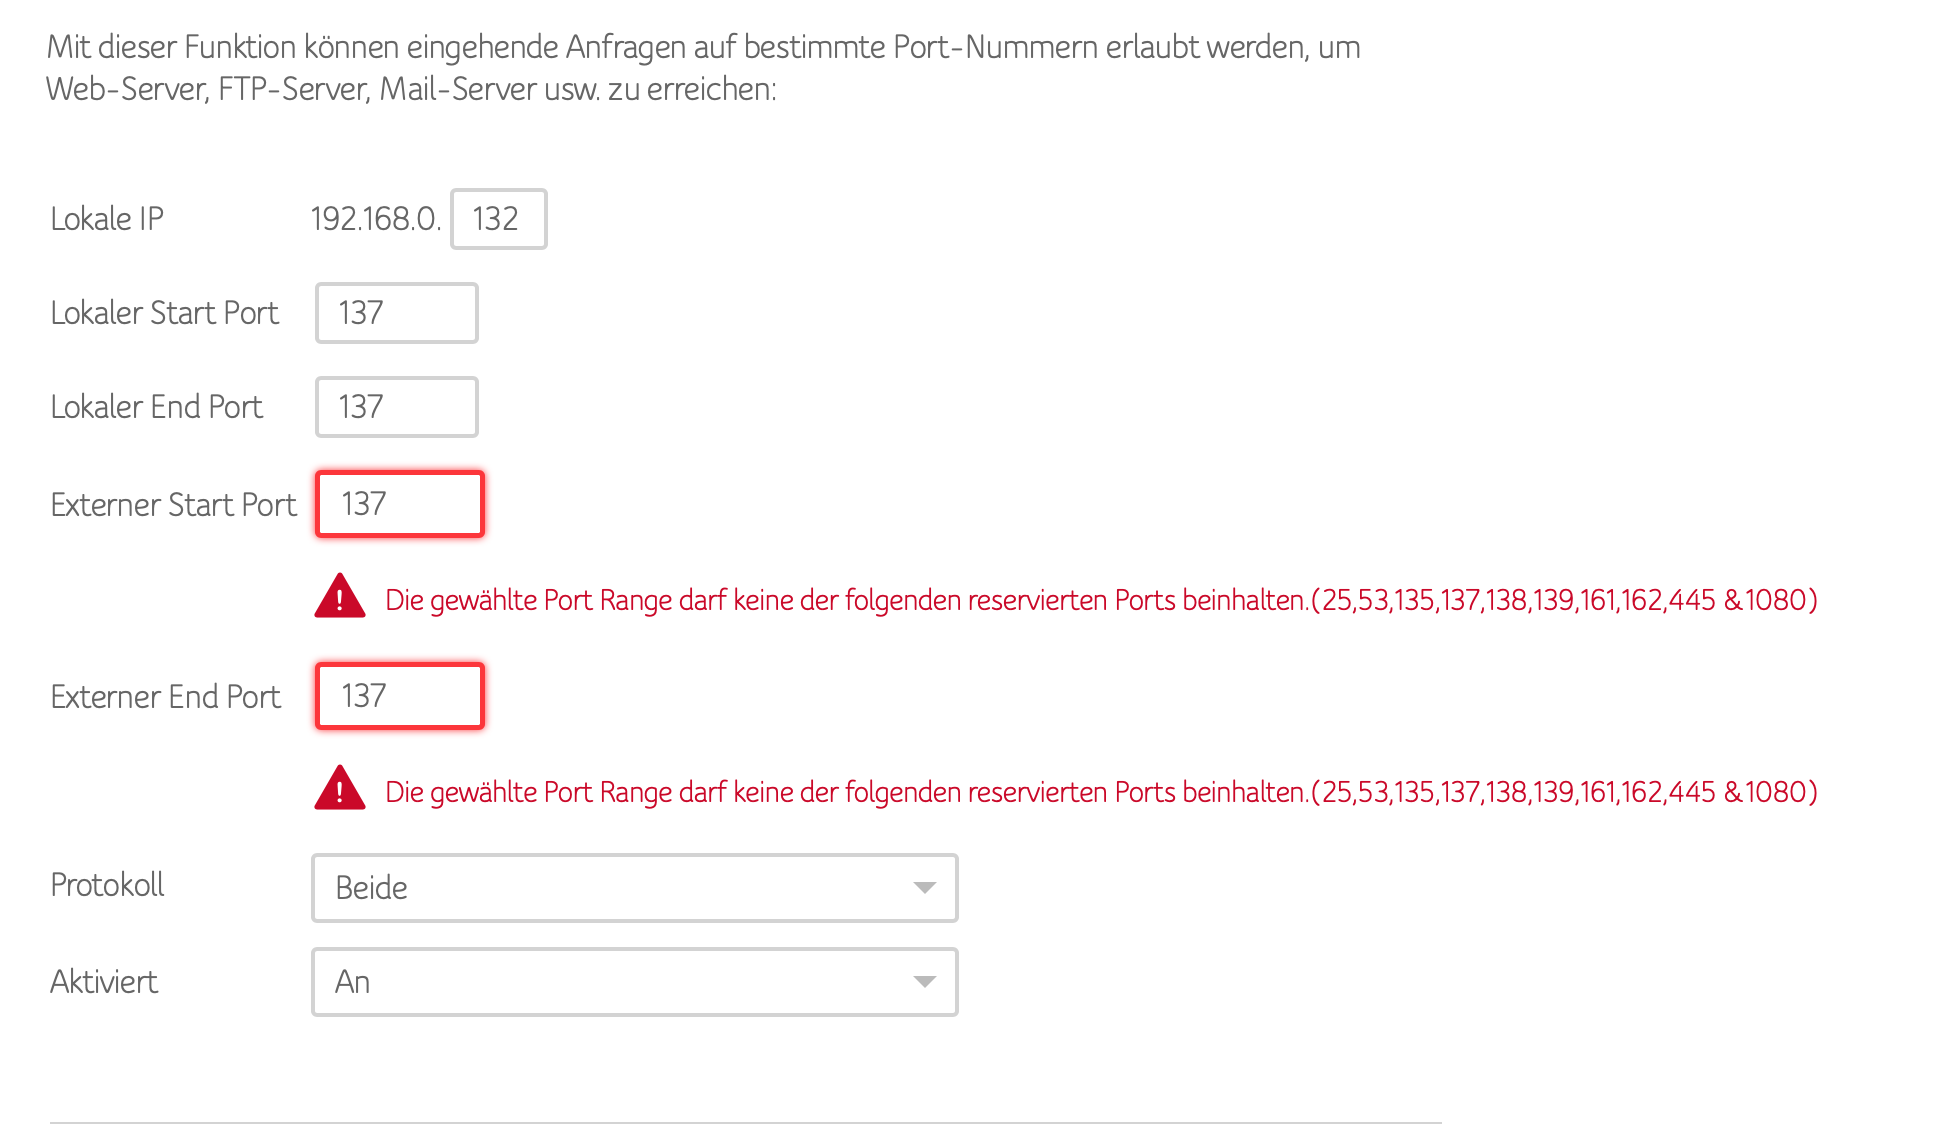 Mit dieser Funktion können eingehende Anfragen auf bestimmte Port-Nummern erlaubt werden, um
Web-Server, FTP-Server, Mail-Server usw. zu erreichen:
Lokale IP 192.168.0. 132
Lokaler Start Port 137
Lokaler End Port 137
Externer Start Port 137
Die gewählte Port Range darf keine der folgenden reservierten Ports beinhalten.(25,53,135,137,138,139,161,162,445 &1080)
Externer End Port 137
Die gewählte Port Range darf keine der folgenden reservierten Ports beinhalten.(25,53,135,137,138,139,161,162,445 &1080)
Protokoll Beide
Aktiviert An